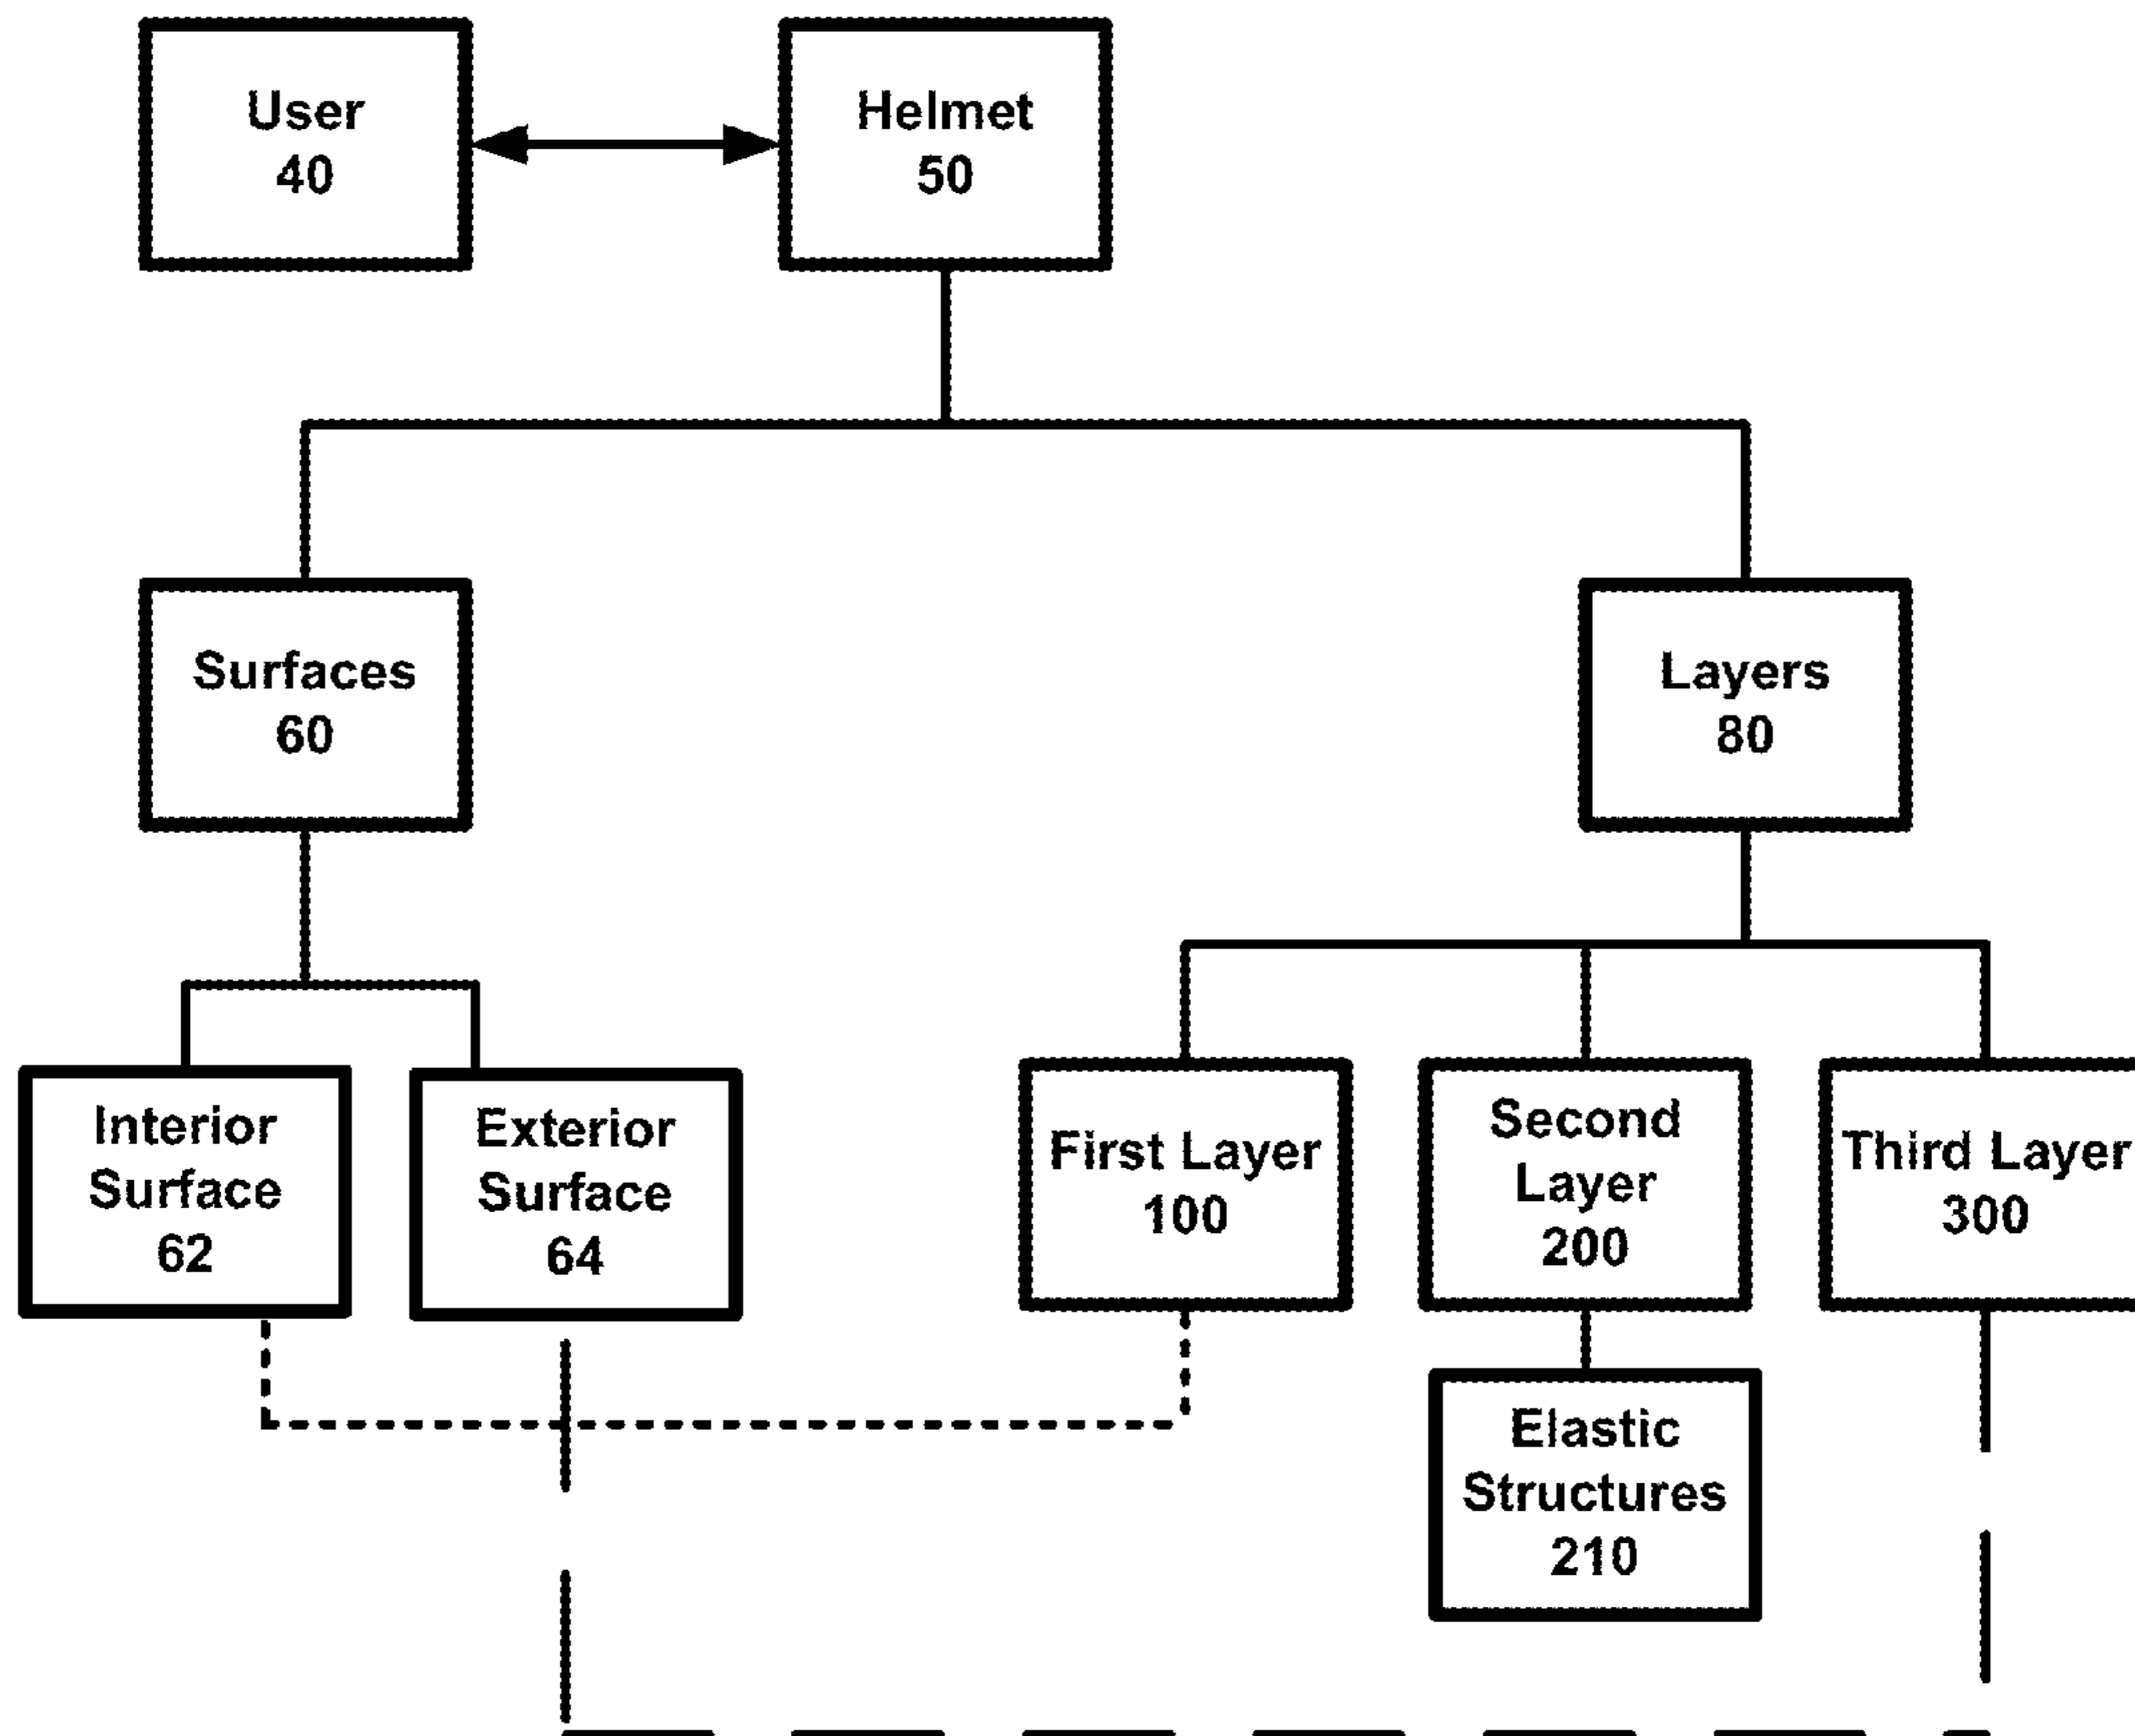 User
40
Helmet
50
Surfaces
60
Layers
80
Interior
Surface
62
Exterior
Surface
64
First Layer
100
Second
Layer
200
Third Layer
300
Elastic
Structures
210